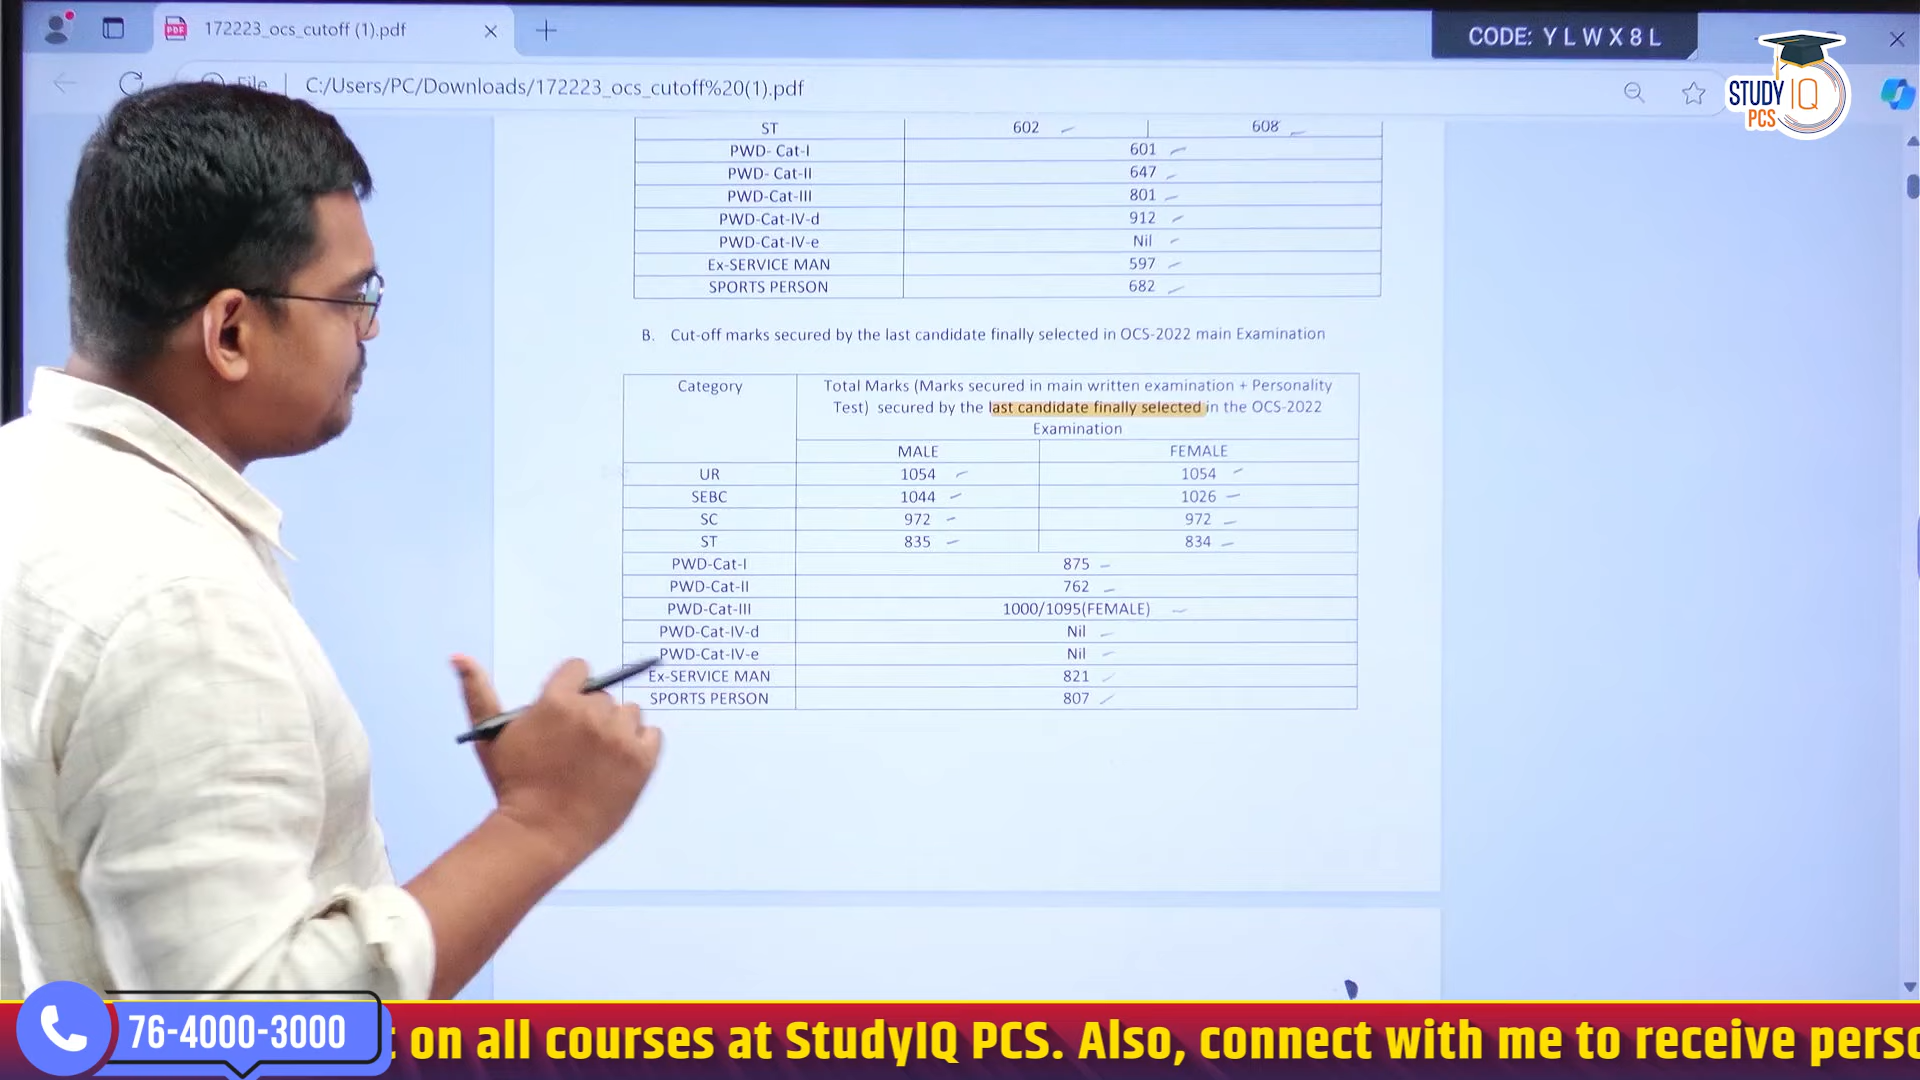 172223_ocs_cutoff (1).pdf
CODE: Y L W X 8 L
File | C:/Users/PC/Downloads/172223_ocs_cutoff%20(1).pdf
STUDY IQ
PCS
ST 602 608
PWD- Cat-I 601
PWD- Cat-II 647
PWD-Cat-III 801
PWD-Cat-IV-d 912
PWD-Cat-IV-e Nil
Ex-SERVICE MAN 597
SPORTS PERSON 682
B. Cut-off marks secured by the last candidate finally selected in OCS-2022 main Examination
Category Total Marks (Marks secured in main written examination + Personality
Test) secured by the last candidate finally selected in the OCS-2022
Examination
MALE FEMALE
UR 1054 1054
SEBC 1044 1026
SC 972 972
ST 835 834
PWD-Cat-I 875
PWD-Cat-II 762
PWD-Cat-III 1000/1095(FEMALE)
PWD-Cat-IV-d Nil
PWD-Cat-IV-e Nil
Ex-SERVICE MAN 821
SPORTS PERSON 807
76-4000-3000
on all courses at StudyIQ PCS. Also, connect with me to receive perso